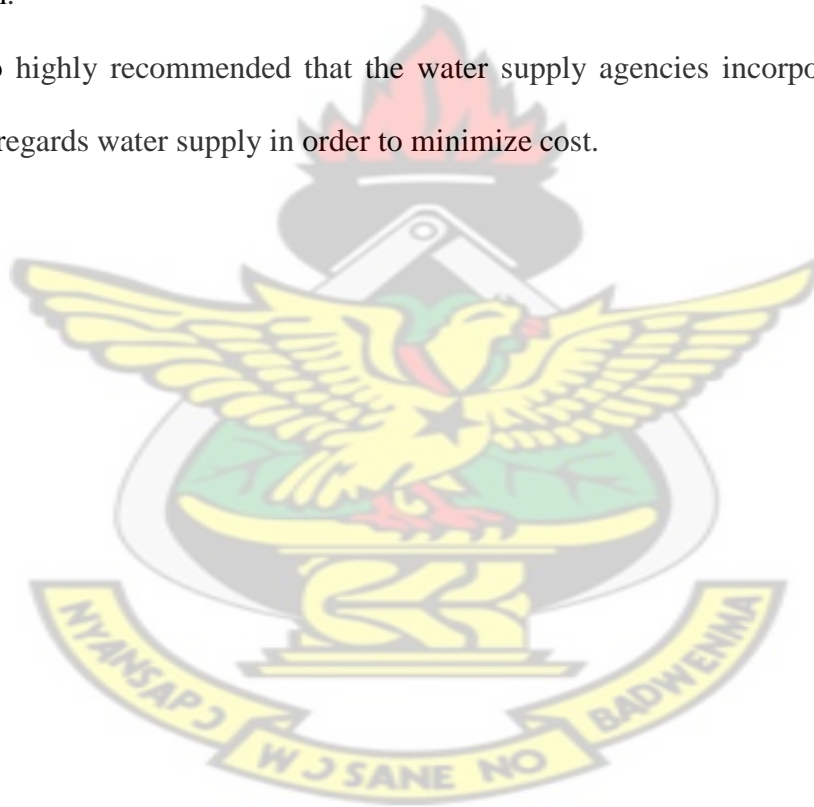 o highly recommended that the water supply agencies incorpo
regards water supply in order to minimize cost.
NYANSAPƆ
WƆSANE NO
BADWENMA